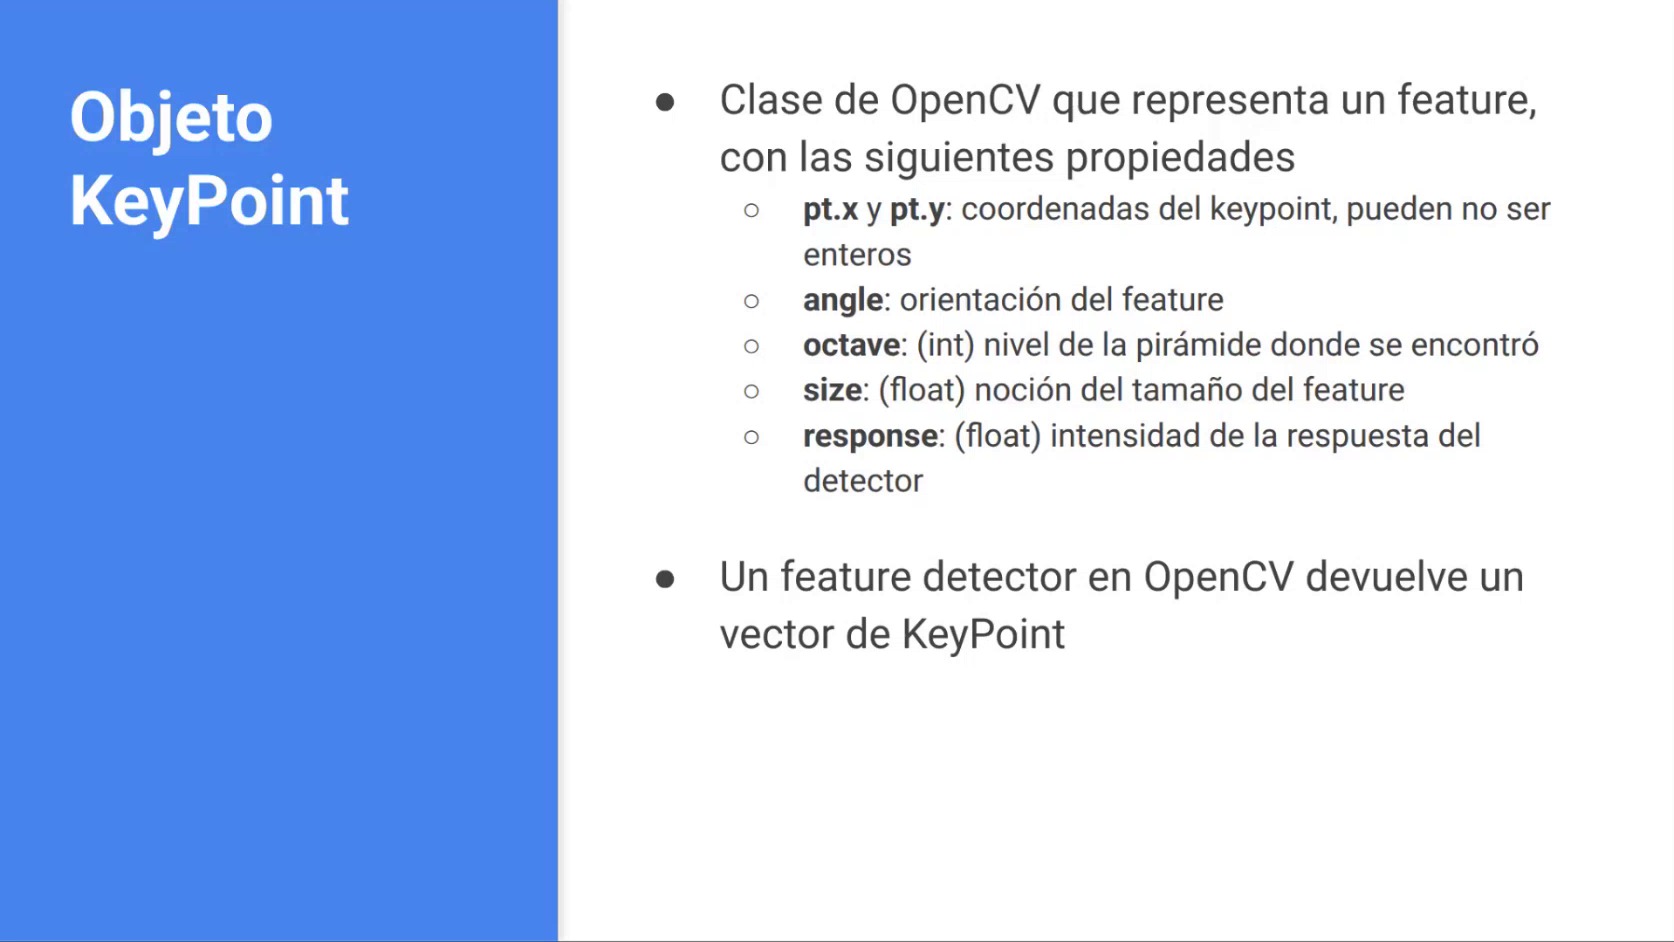 Objeto
KeyPoint
● Clase de OpenCV que representa un feature,
con las siguientes propiedades
○ pt.x y pt.y: coordenadas del keypoint, pueden no ser
enteros
○ angle: orientación del feature
○ octave: (int) nivel de la pirámide donde se encontró
○ size: (float) noción del tamaño del feature
○ response: (float) intensidad de la respuesta del
detector
● Un feature detector en OpenCV devuelve un
vector de KeyPoint